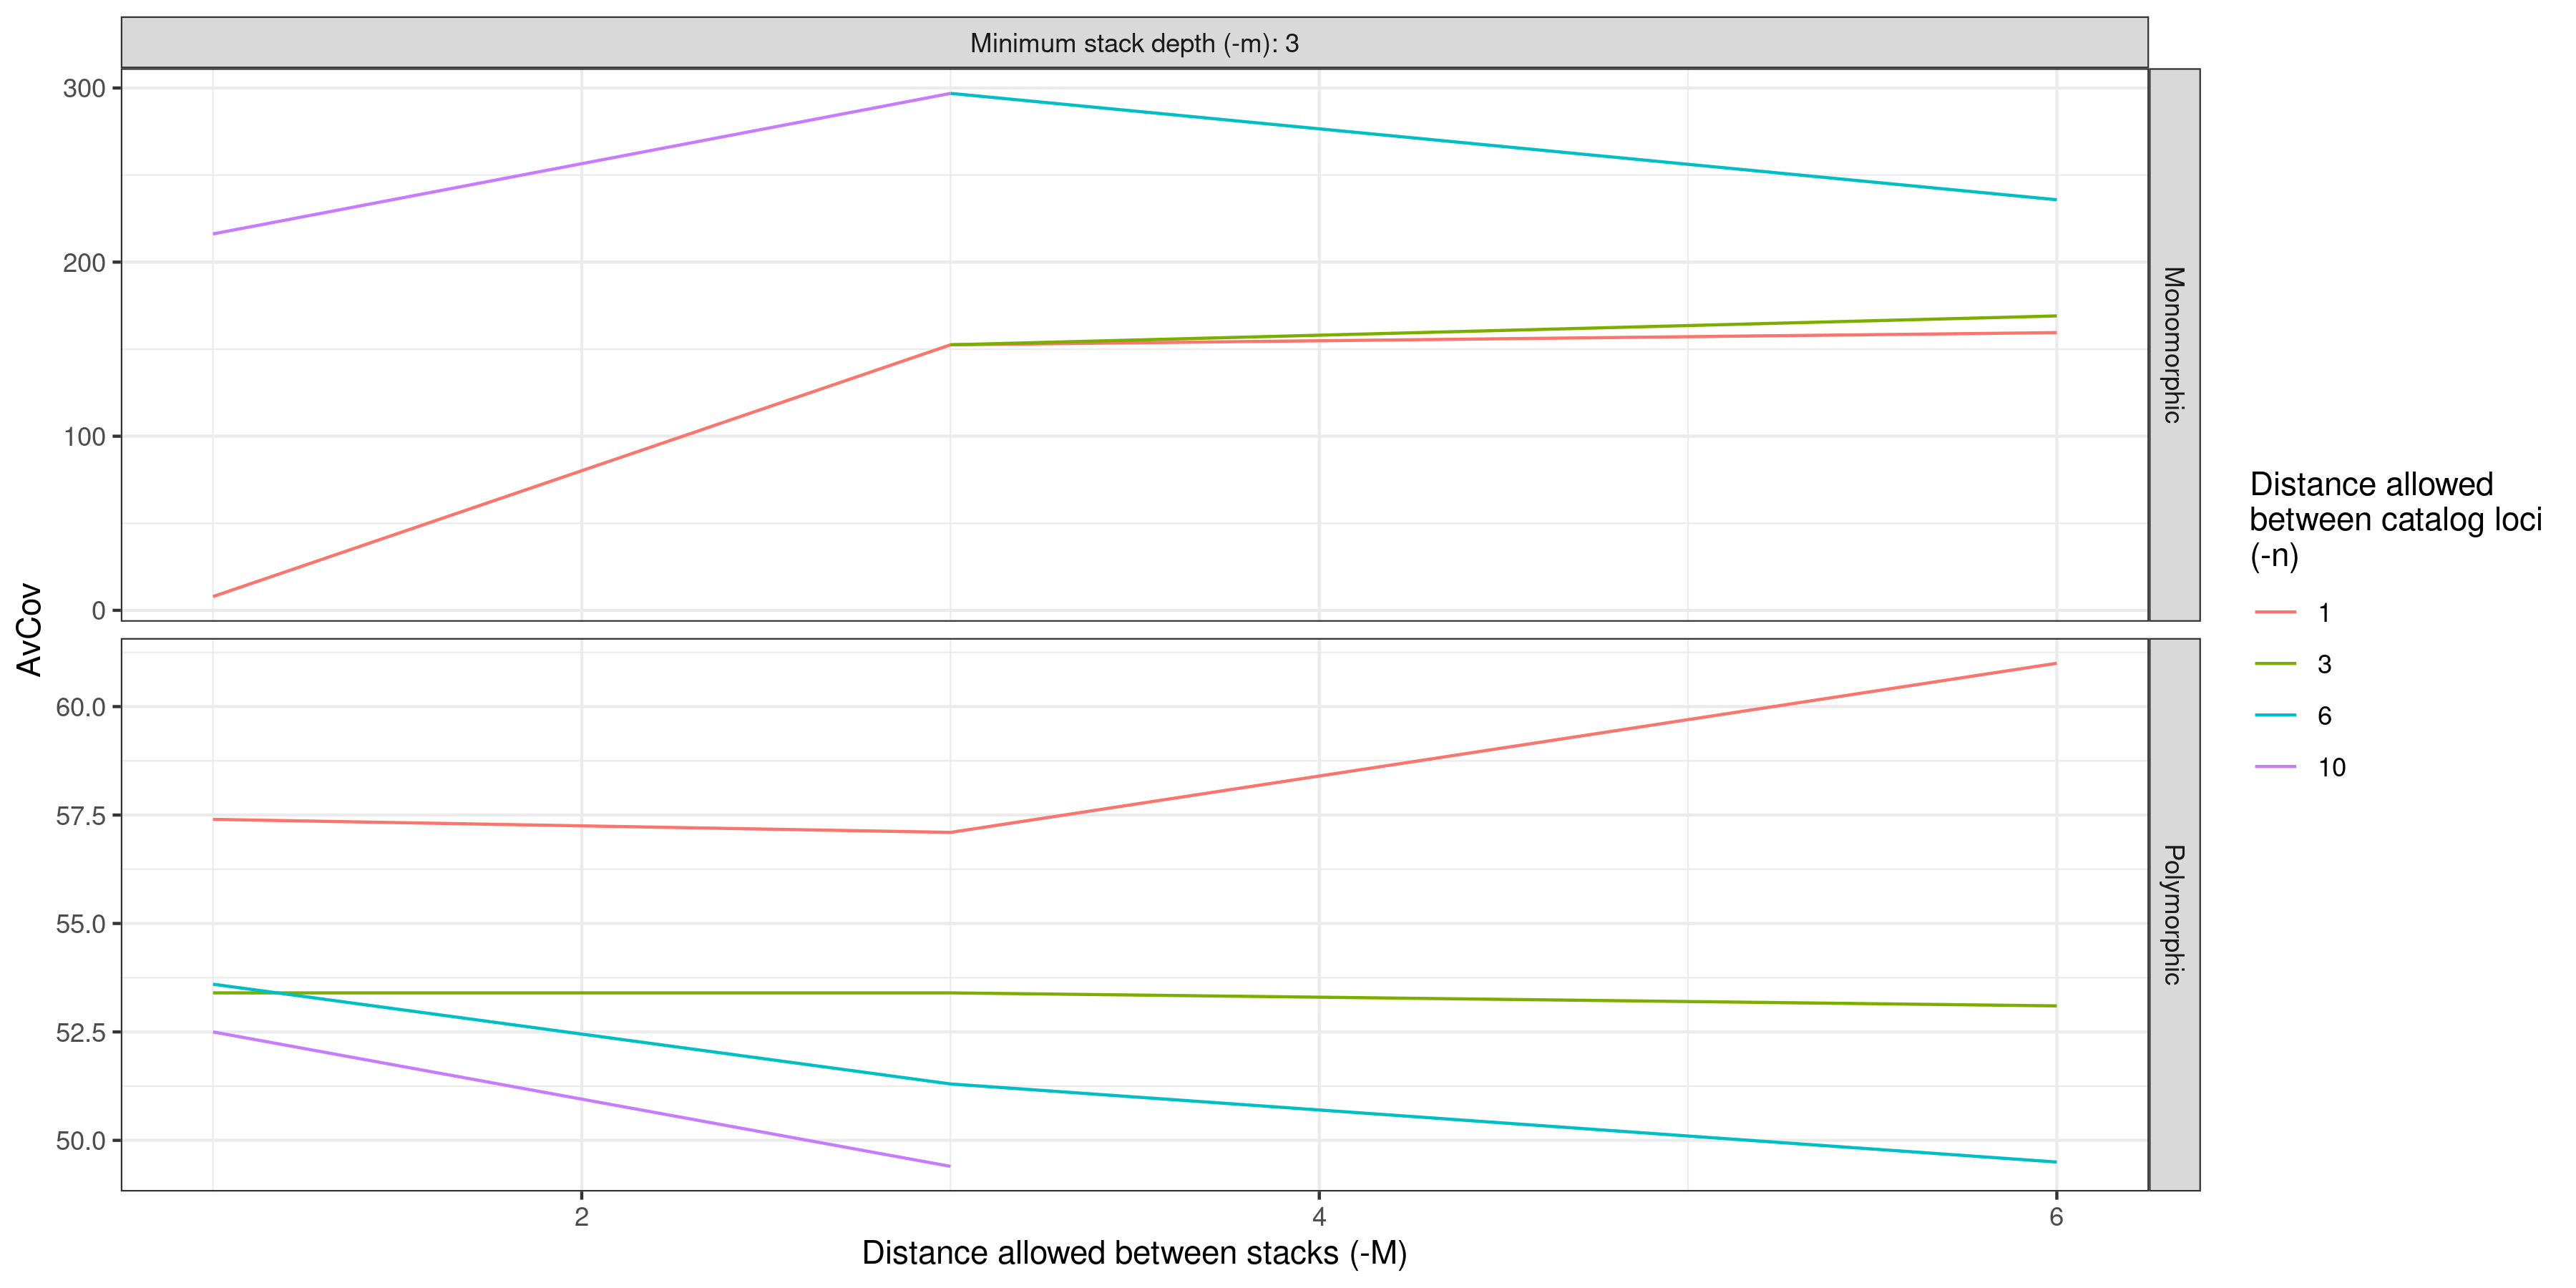 Minimum stack depth (-m): 3
300
200
100
0
Monomorphic
AvCov
60.0
57.5
55.0
52.5
50.0
Polymorphic
2
4
6
Distance allowed between stacks (-M)
Distance allowed
between catalog loci
(-n)
1
3
6
10